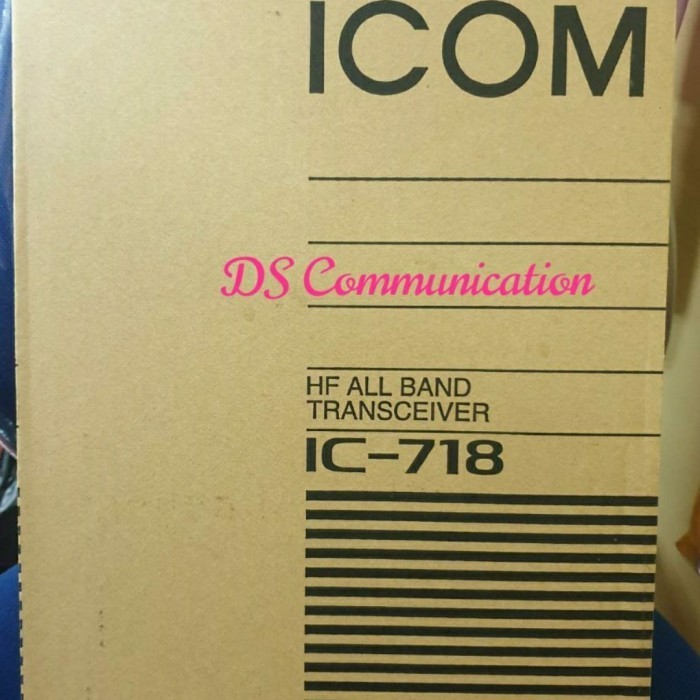 ICOM
DS Communication
HF ALL BAND
TRANSCEIVER
IC-718